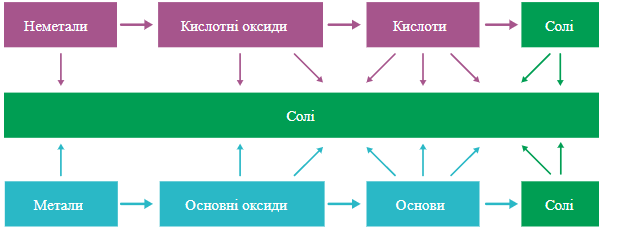 Неметали
Кислотні оксиди
Кислоти
Солі
Солі
Метали
Основні оксиди
Основи
Солі